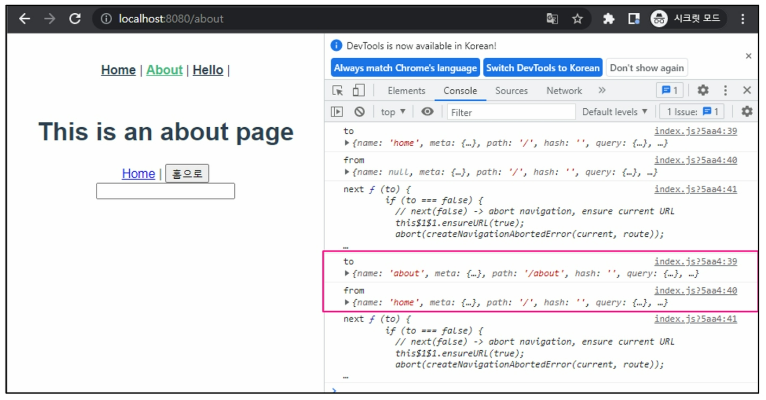 localhost:8080/about
시크릿 모드
Home | About | Hello |
This is an about page
Home | 홈으로
DevTools is now available in Korean!
Always match Chrome's language Switch DevTools to Korean Don't show again
Elements Console Sources Network » 1
top ▼ Filter Default levels ▼ 1 Issue: 1
to index.js?5aa4:39
▶ {name: 'home', meta: {…}, path: '/', hash: '', query: {…}, …}
from index.js?5aa4:40
▶ {name: null, meta: {…}, path: '/', hash: '', query: {…}, …}
next ƒ (to) { index.js?5aa4:41
if (to === false) {
// next(false) -> abort navigation, ensure current URL
this$1$1.ensureURL(true);
abort(createNavigationAbortedError(current, route));
…
to index.js?5aa4:39
▶ {name: 'about', meta: {…}, path: '/about', hash: '', query: {…}, …}
from index.js?5aa4:40
▶ {name: 'home', meta: {…}, path: '/', hash: '', query: {…}, …}
next ƒ (to) { index.js?5aa4:41
if (to === false) {
// next(false) -> abort navigation, ensure current URL
this$1$1.ensureURL(true);
abort(createNavigationAbortedError(current, route));
…